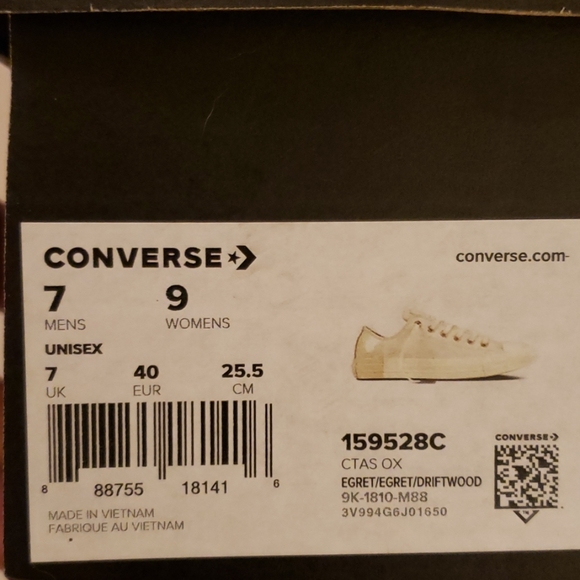 CONVERSE
converse.com
7 9
MENS WOMENS
UNISEX
7 40 25.5
UK EUR CM
8 88755 18141 6
MADE IN VIETNAM
FABRIQUE AU VIETNAM
159528C
CTAS OX
EGRET/EGRET/DRIFTWOOD
9K-1810-M88
3V994G6J01650
CONVERSE